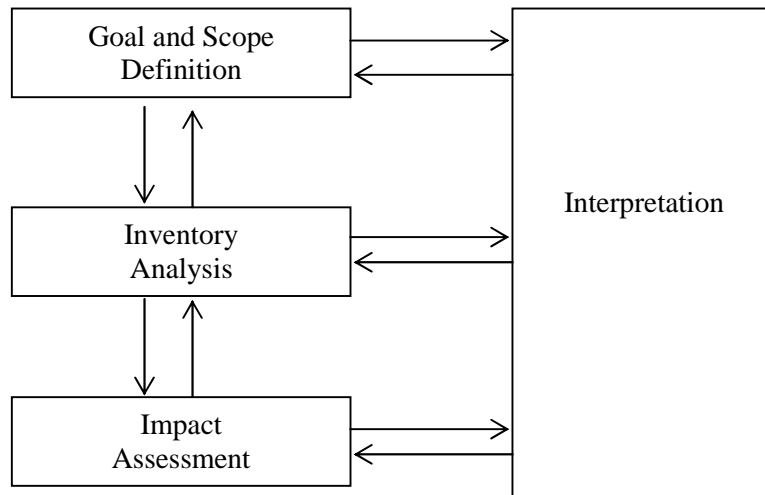 Goal and Scope
Definition
Inventory
Analysis
Impact
Assessment
Interpretation